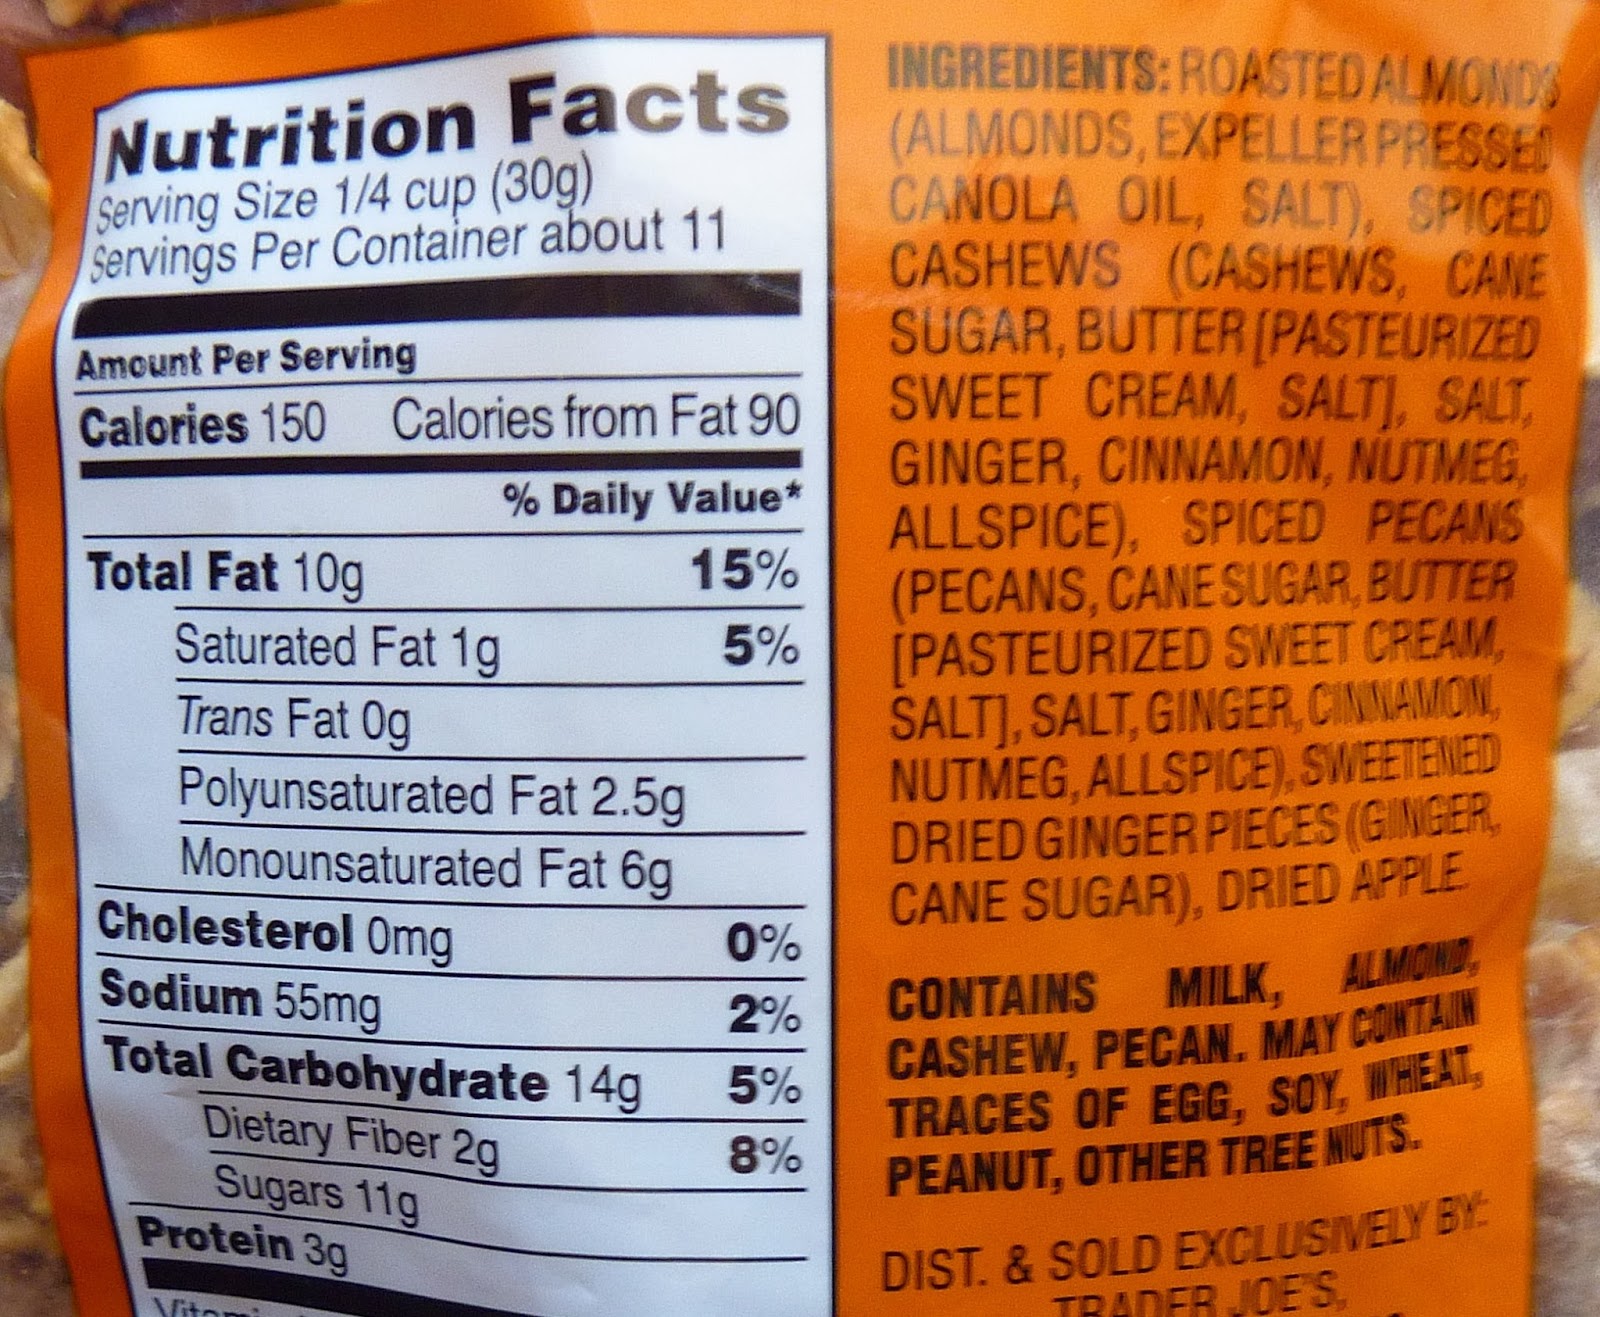 Nutrition Facts
Serving Size 1/4 cup (30g)
Servings Per Container about 11
Amount Per Serving
Calories 150 Calories from Fat 90
% Daily Value*
Total Fat 10g 15%
Saturated Fat 1g 5%
Trans Fat 0g
Polyunsaturated Fat 2.5g
Monounsaturated Fat 6g
Cholesterol 0mg 0%
Sodium 55mg 2%
Total Carbohydrate 14g 5%
Dietary Fiber 2g 8%
Sugars 11g
Protein 3g
INGREDIENTS: ROASTED ALMONDS
(ALMONDS, EXPELLER PRESSED
CANOLA OIL, SALT), SPICED
CASHEWS (CASHEWS, CANE
SUGAR, BUTTER [PASTEURIZED
SWEET CREAM, SALT], SALT,
GINGER, CINNAMON, NUTMEG,
ALLSPICE), SPICED PECANS
(PECANS, CANE SUGAR, BUTTER
[PASTEURIZED SWEET CREAM,
SALT], SALT, GINGER, CINNAMON,
NUTMEG, ALLSPICE), SWEETENED
DRIED GINGER PIECES (GINGER,
CANE SUGAR), DRIED APPLE.
CONTAINS MILK, ALMOND,
CASHEW, PECAN. MAY CONTAIN
TRACES OF EGG, SOY, WHEAT,
PEANUT, OTHER TREE NUTS.
DIST. & SOLD EXCLUSIVELY BY:
TRADER JOE'S,